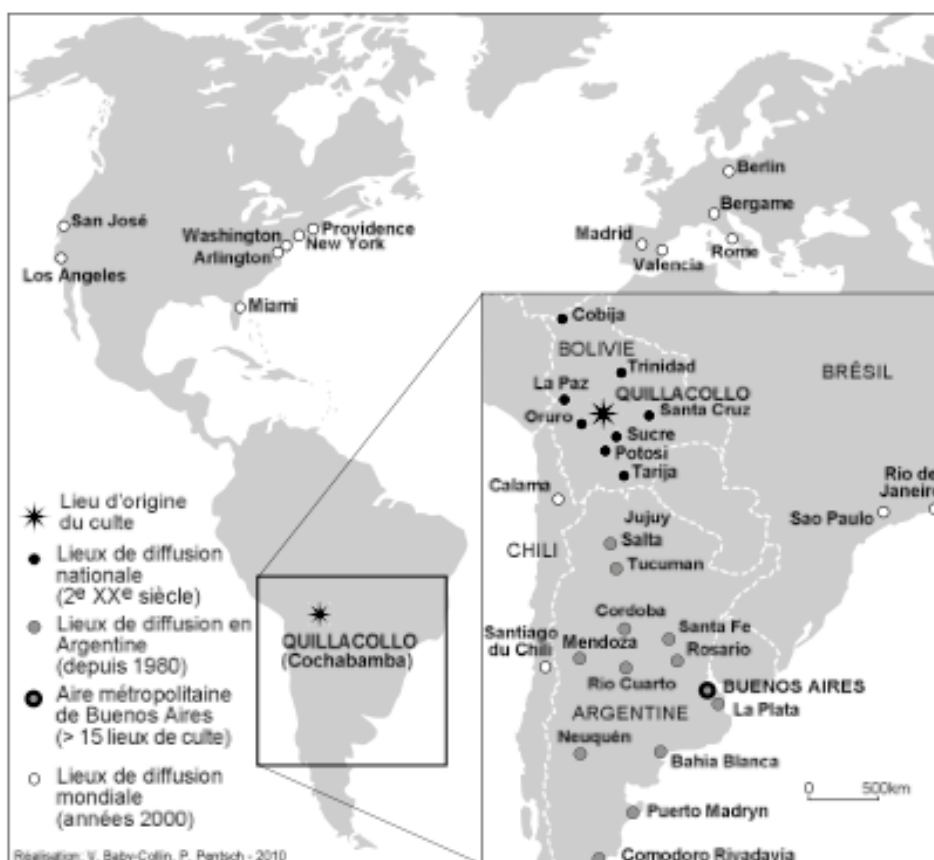 Berlin
Bergame
San José
Providence
Washington
New York
Madrid
Arlington
Rome
Valencia
Los Angeles
Miami
Cobija
BOLIVIE
Trinidad
BRÉSIL
La Paz
QUILLACOLLO
Santa Cruz
Oruro
Sucre
Potosi
Tarija
Calama
Rio de
Janeiro
Sao Paulo
Jujuy
Salta
CHILI
Tucuman
Cordoba
Santa Fe
Santiago
du Chili
Mendoza
Rosario
Rio Cuarto
BUENOS AIRES
La Plata
ARGENTINE
Neuquén
Bahia Blanca
0 500km
Puerto Madryn
Comodoro Rivadavia
QUILLACOLLO
(Cochabamba)
Lieu d'origine
du culte
Lieux de diffusion
nationale
(2e XXe siècle)
Lieux de diffusion en
Argentine
(depuis 1980)
Aire métropolitaine
de Buenos Aires
(> 15 lieux de culte)
Lieux de diffusion
mondiale
(années 2000)
Réalisation: V. Baby-Collin, P. Pentsch - 2010